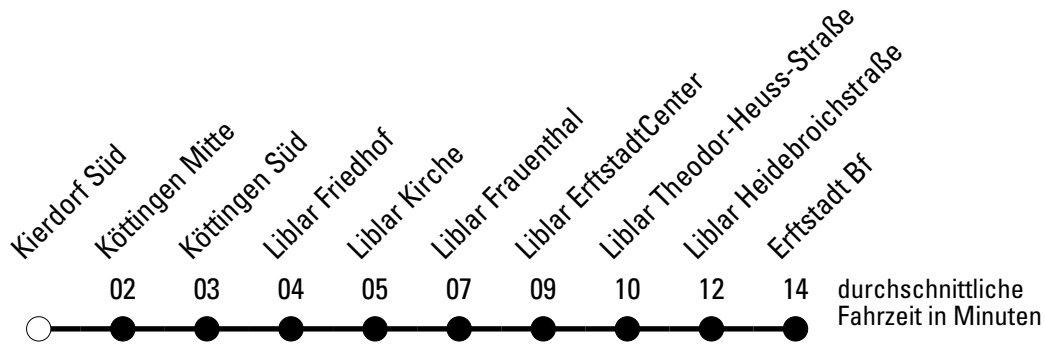 Kierdorf Süd
Köttingen Mitte
Köttingen Süd
Liblar Friedhof
Liblar Kirche
Liblar Frauenthal
Liblar ErftstadtCenter
Liblar Theodor-Heuss-Straße
Liblar Heidebroichstraße
Erftstadt Bf
02 03 04 05 07 09 10 12 14
durchschnittliche
Fahrzeit in Minuten